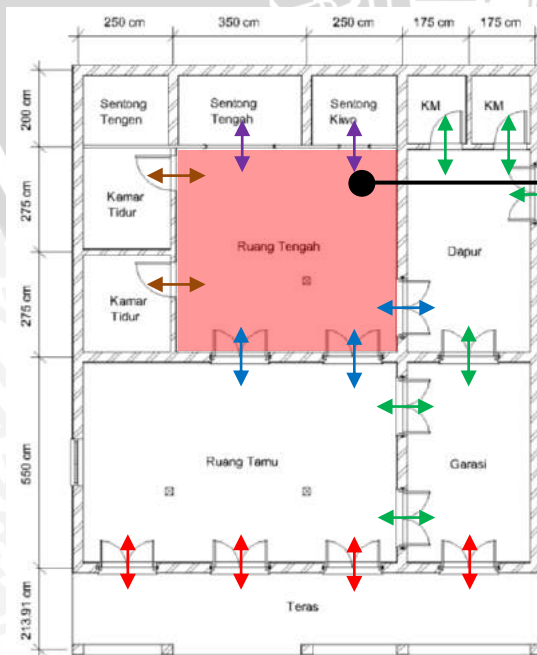 250 cm
350 cm
250 cm
175 cm
175 cm
200 cm
275 cm
275 cm
550 cm
213.91 cm
Sentong
Tengen
Sentong
Tengah
Sentong
Kiwo
KM
KM
Kamar
Tidur
Ruang Tengah
Dapur
Kamar
Tidur
Ruang Tamu
Garasi
Teras